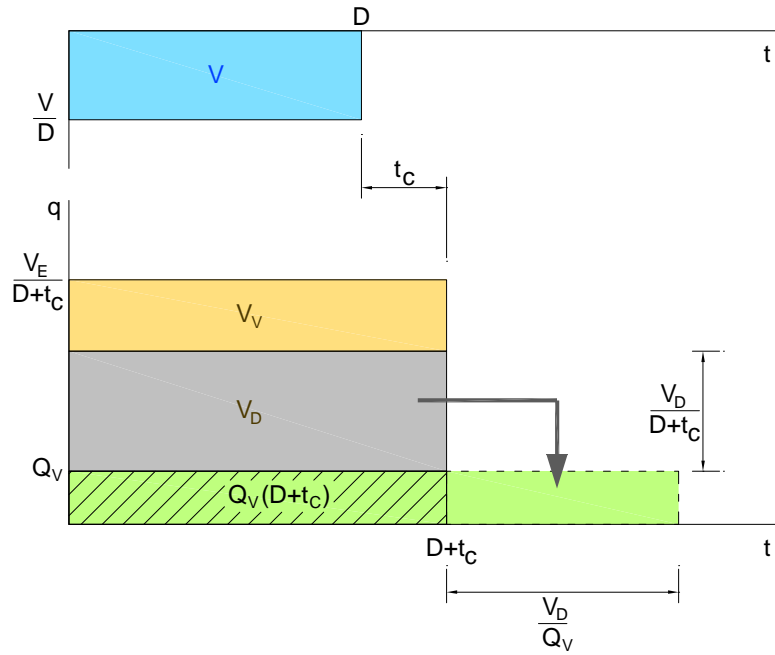 D
t
V
V
D
t_C
q
V_E
D+t_C
V_V
V_D
V_D
D+t_C
Q_V
Q_V(D+t_C)
D+t_C
t
V_D
Q_V